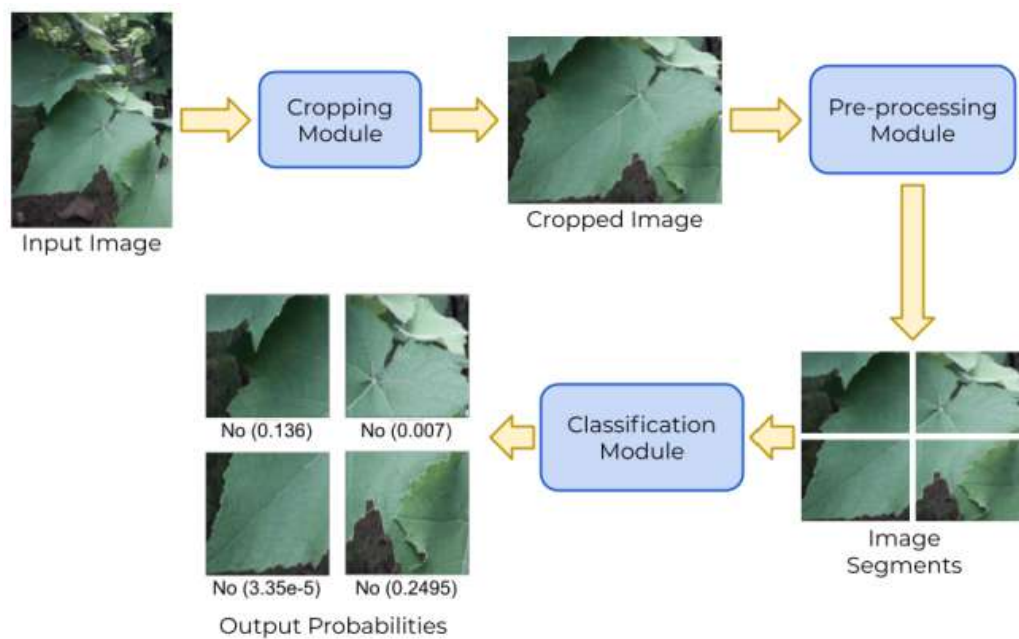 Cropping
Module
Pre-processing
Module
Input Image
Cropped Image
No (0.136)
No (0.007)
Classification
Module
No (3.35e-5)
No (0.2495)
Image
Segments
Output Probabilities